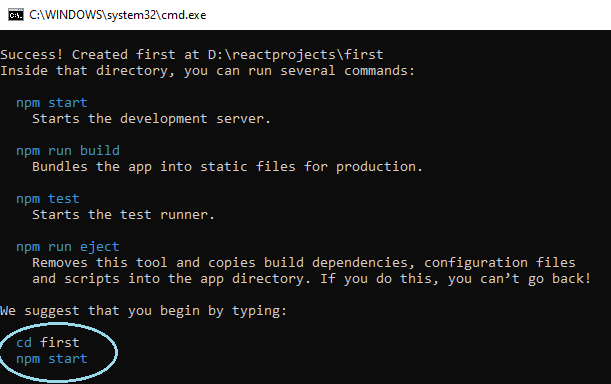 C:\WINDOWS\system32\cmd.exe
Success! Created first at D:\reactprojects\first
Inside that directory, you can run several commands:
npm start
Starts the development server.
npm run build
Bundles the app into static files for production.
npm test
Starts the test runner.
npm run eject
Removes this tool and copies build dependencies, configuration files
and scripts into the app directory. If you do this, you can’t go back!
We suggest that you begin by typing:
cd first
npm start